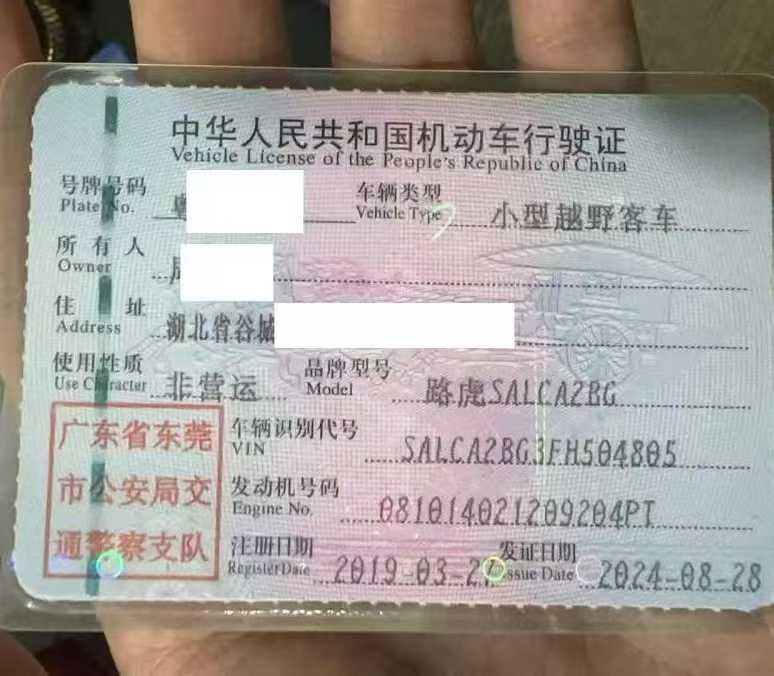 中华人民共和国机动车行驶证
Vehicle License of the People's Republic of China
号牌号码 粤 车辆类型 小型越野客车
Plate No. Vehicle Type
所有人
Owner
住址 湖北省谷城
Address
使用性质 非营运 品牌型号 路虎SALCA2BG
Use Character Model
广东省东莞
市公安局交
通警察支队
车辆识别代号 SALCA2BG3FH504805
VIN
发动机号码 081014021209204PT
Engine No.
注册日期 2019-03-27 发证日期 2024-08-28
Register Date Issue Date